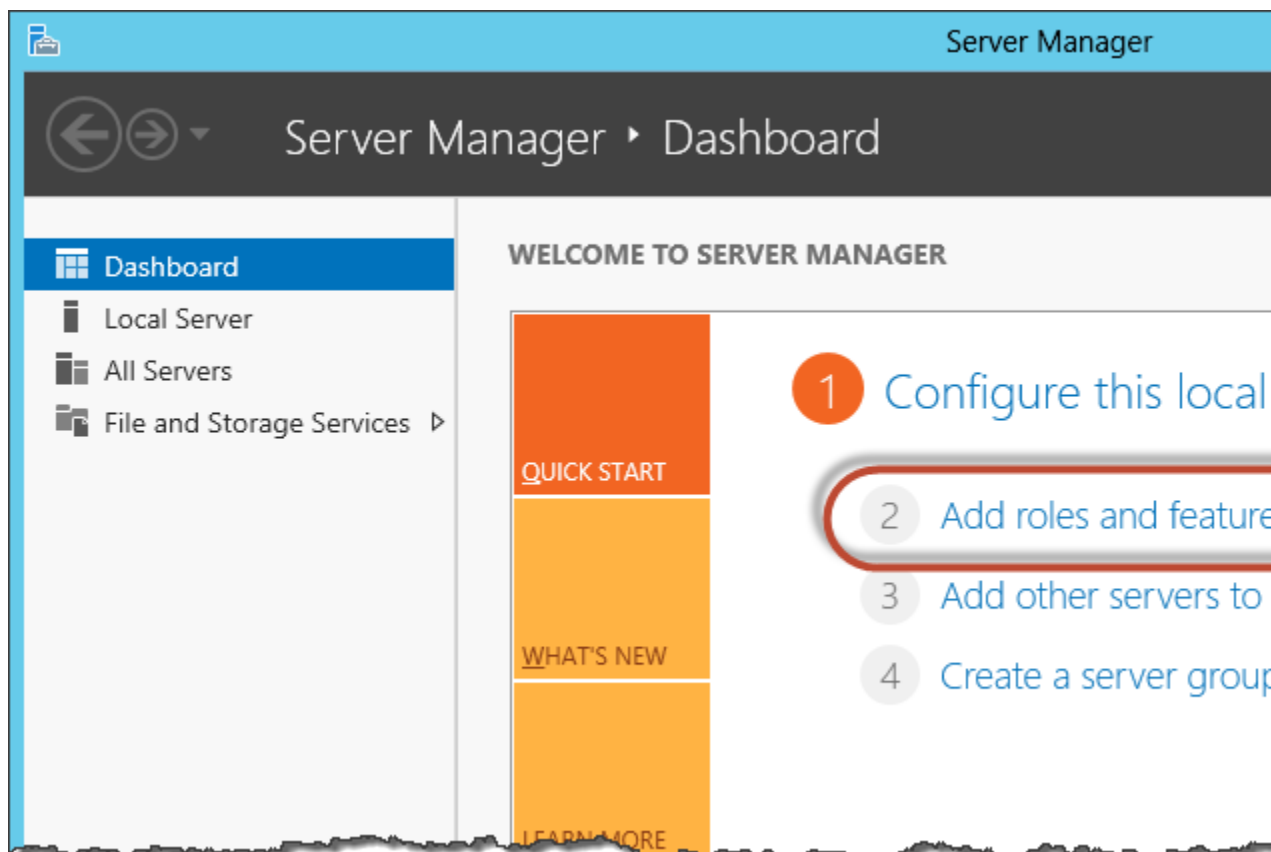 Server Manager
Server Manager ‣ Dashboard
Dashboard
Local Server
All Servers
File and Storage Services
WELCOME TO SERVER MANAGER
QUICK START
WHAT'S NEW
LEARN MORE
1 Configure this local
2 Add roles and feature
3 Add other servers to
4 Create a server group